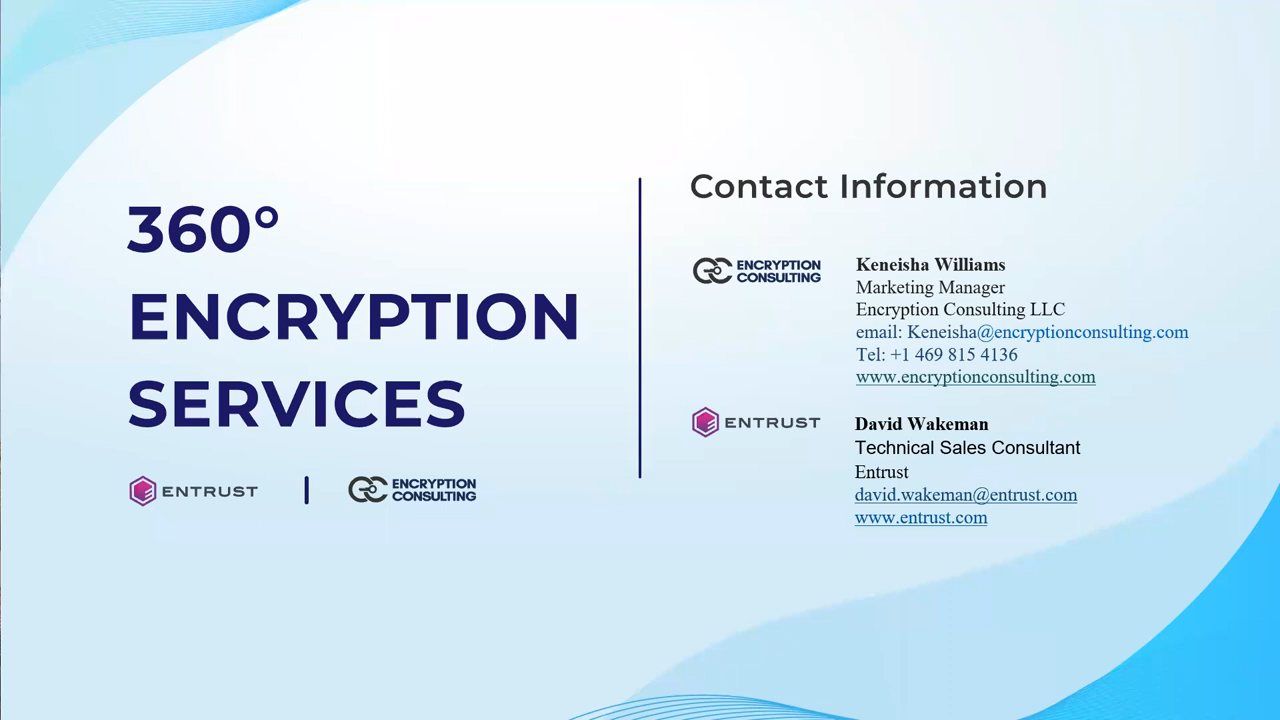 360°
ENCRYPTION
SERVICES
ENTRUST
ENCRYPTION
CONSULTING
Contact Information
ENCRYPTION
CONSULTING
Keneisha Williams
Marketing Manager
Encryption Consulting LLC
email: Keneisha@encryptionconsulting.com
Tel: +1 469 815 4136
www.encryptionconsulting.com
ENTRUST
David Wakeman
Technical Sales Consultant
Entrust
david.wakeman@entrust.com
www.entrust.com